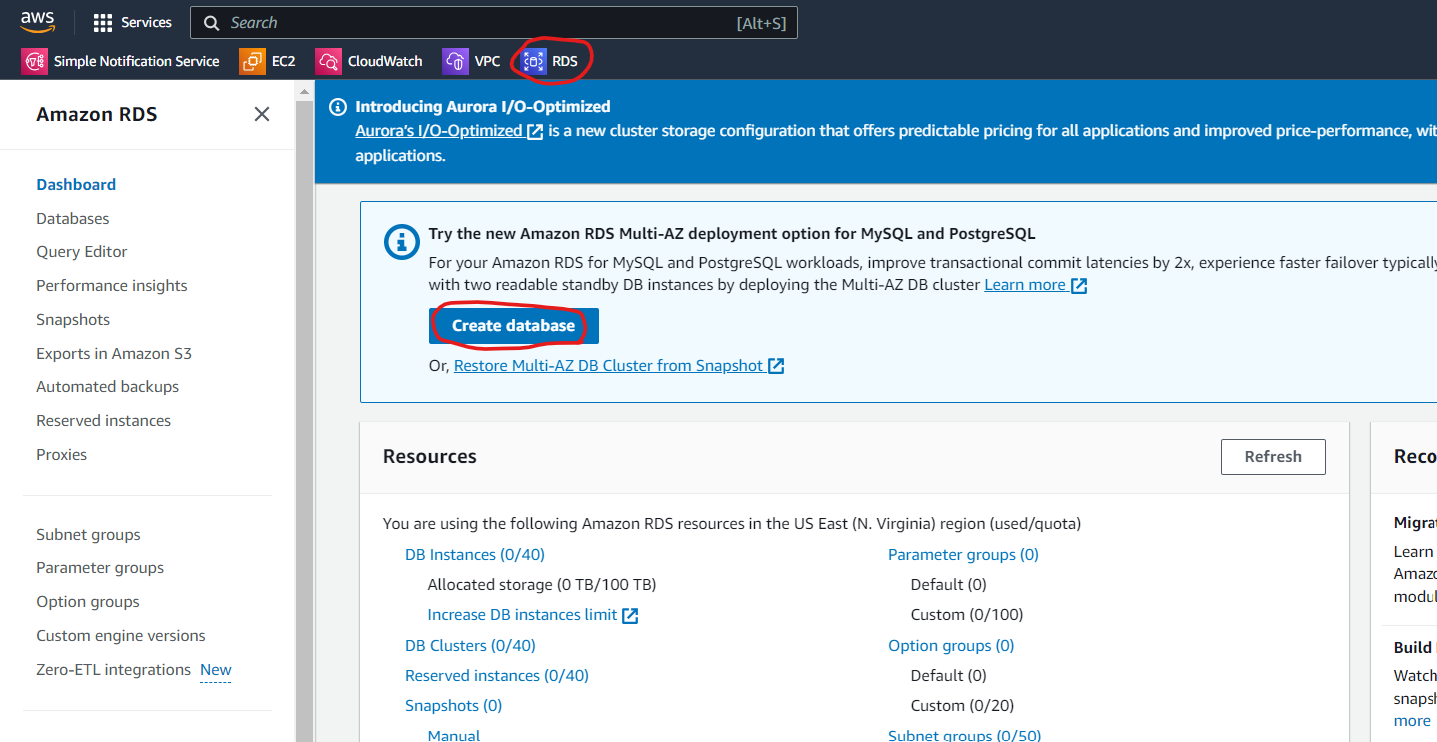 aws
Services
Search
[Alt+S]
Simple Notification Service
EC2
CloudWatch
VPC
RDS
Amazon RDS
Dashboard
Databases
Query Editor
Performance insights
Snapshots
Exports in Amazon S3
Automated backups
Reserved instances
Proxies
Subnet groups
Parameter groups
Option groups
Custom engine versions
Zero-ETL integrations New
Introducing Aurora I/O-Optimized
Aurora's I/O-Optimized is a new cluster storage configuration that offers predictable pricing for all applications and improved price-performance, wit
applications.
Try the new Amazon RDS Multi-AZ deployment option for MySQL and PostgreSQL
For your Amazon RDS for MySQL and PostgreSQL workloads, improve transactional commit latencies by 2x, experience faster failover typically
with two readable standby DB instances by deploying the Multi-AZ DB cluster Learn more
Create database
Or, Restore Multi-AZ DB Cluster from Snapshot
Resources
Refresh
You are using the following Amazon RDS resources in the US East (N. Virginia) region (used/quota)
DB Instances (0/40)
Allocated storage (0 TB/100 TB)
Increase DB instances limit
DB Clusters (0/40)
Reserved instances (0/40)
Snapshots (0)
Manual
Parameter groups (0)
Default (0)
Custom (0/100)
Option groups (0)
Default (0)
Custom (0/20)
Subnet groups (0/50)
Reco
Migrat
Learn
Amazo
modul
Build
Watch
snapsh
more